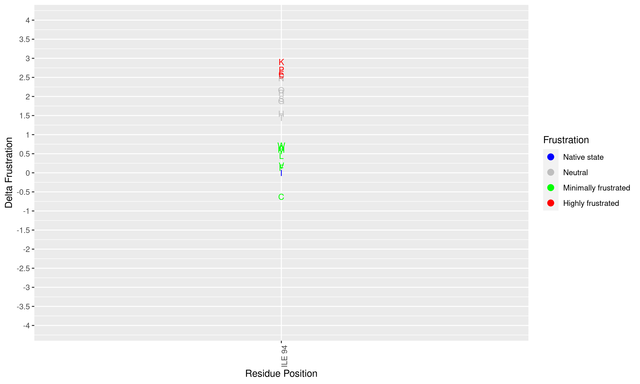 4
3.5
3
2.5
2
1.5
1
0.5
0
-0.5
-1
-1.5
-2
-2.5
-3
-3.5
-4
Delta Frustration
K
C
ILE 94
Residue Position
Frustration
Native state
Neutral
Minimally frustrated
Highly frustrated